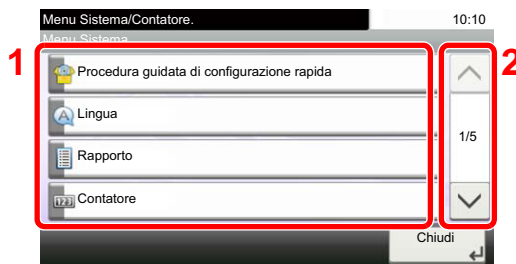 Menu Sistema/Contatore. 10:10
Menu Sistema
1 2
Procedura guidata di configurazione rapida
Lingua
1/5
Rapporto
123 Contatore
Chiudi